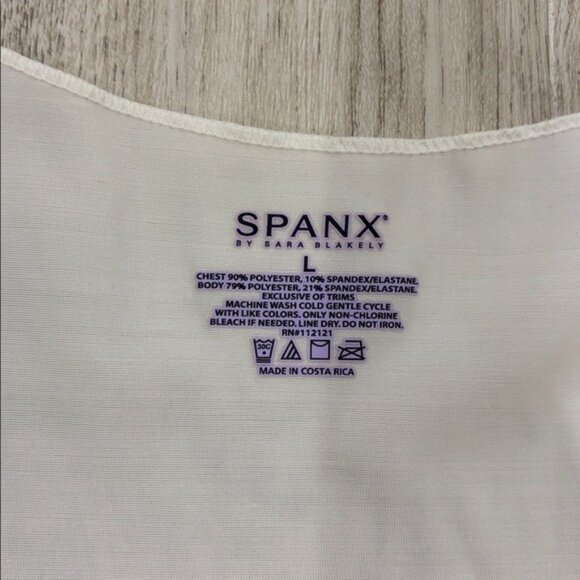 SPANX®
BY SARA BLAKELY
L
CHEST 90% POLYESTER, 10% SPANDEX/ELASTANE,
BODY 79% POLYESTER, 21% SPANDEX/ELASTANE.
EXCLUSIVE OF TRIMS
MACHINE WASH COLD GENTLE CYCLE
WITH LIKE COLORS. ONLY NON-CHLORINE
BLEACH IF NEEDED. LINE DRY. DO NOT IRON.
RN#112121
30C
MADE IN COSTA RICA